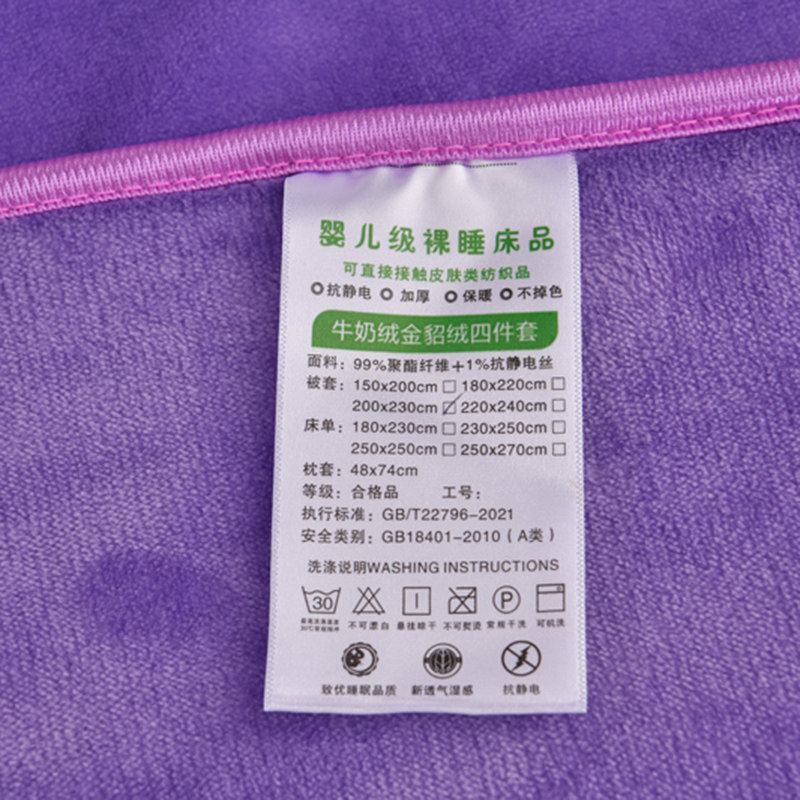 婴儿级裸睡床品
可直接接触皮肤类纺织品
抗静电 加厚 保暖 不掉色
牛奶绒金貂绒四件套
面料：99%聚酯纤维+1%抗静电丝
被套：150x200cm□ 180x220cm□
200x230cm☑ 220x240cm□
床单：180x230cm□ 230x250cm□
250x250cm□ 250x270cm□
枕套：48x74cm
等级：合格品 工号：
执行标准：GB/T22796-2021
安全类别：GB18401-2010（A类）
洗涤说明WASHING INSTRUCTIONS
30 P
不可漂白 悬挂晾干 不可熨烫 常规干洗 可机洗
致优睡眠品质 新透气湿感 抗静电